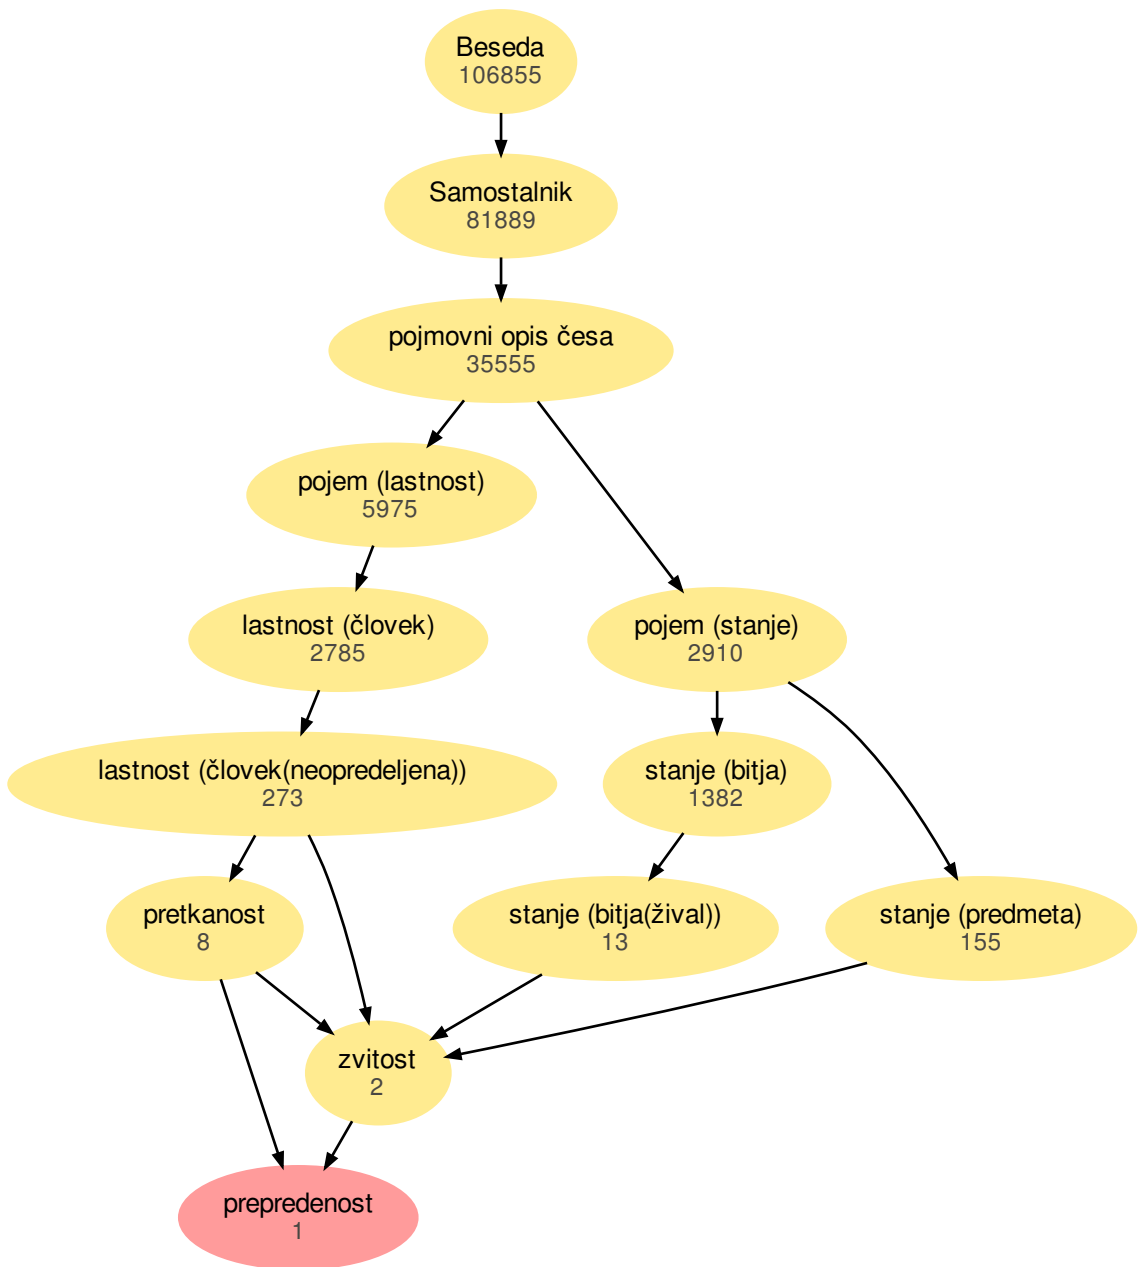 Beseda
106855
Samostalnik
81889
pojmovni opis česa
35555
pojem (lastnost)
5975
lastnost (človek)
2785
pojem (stanje)
2910
lastnost (človek(neopredeljena))
273
stanje (bitja)
1382
pretkanost
8
stanje (bitja(žival))
13
stanje (predmeta)
155
zvitost
2
prepredenost
1